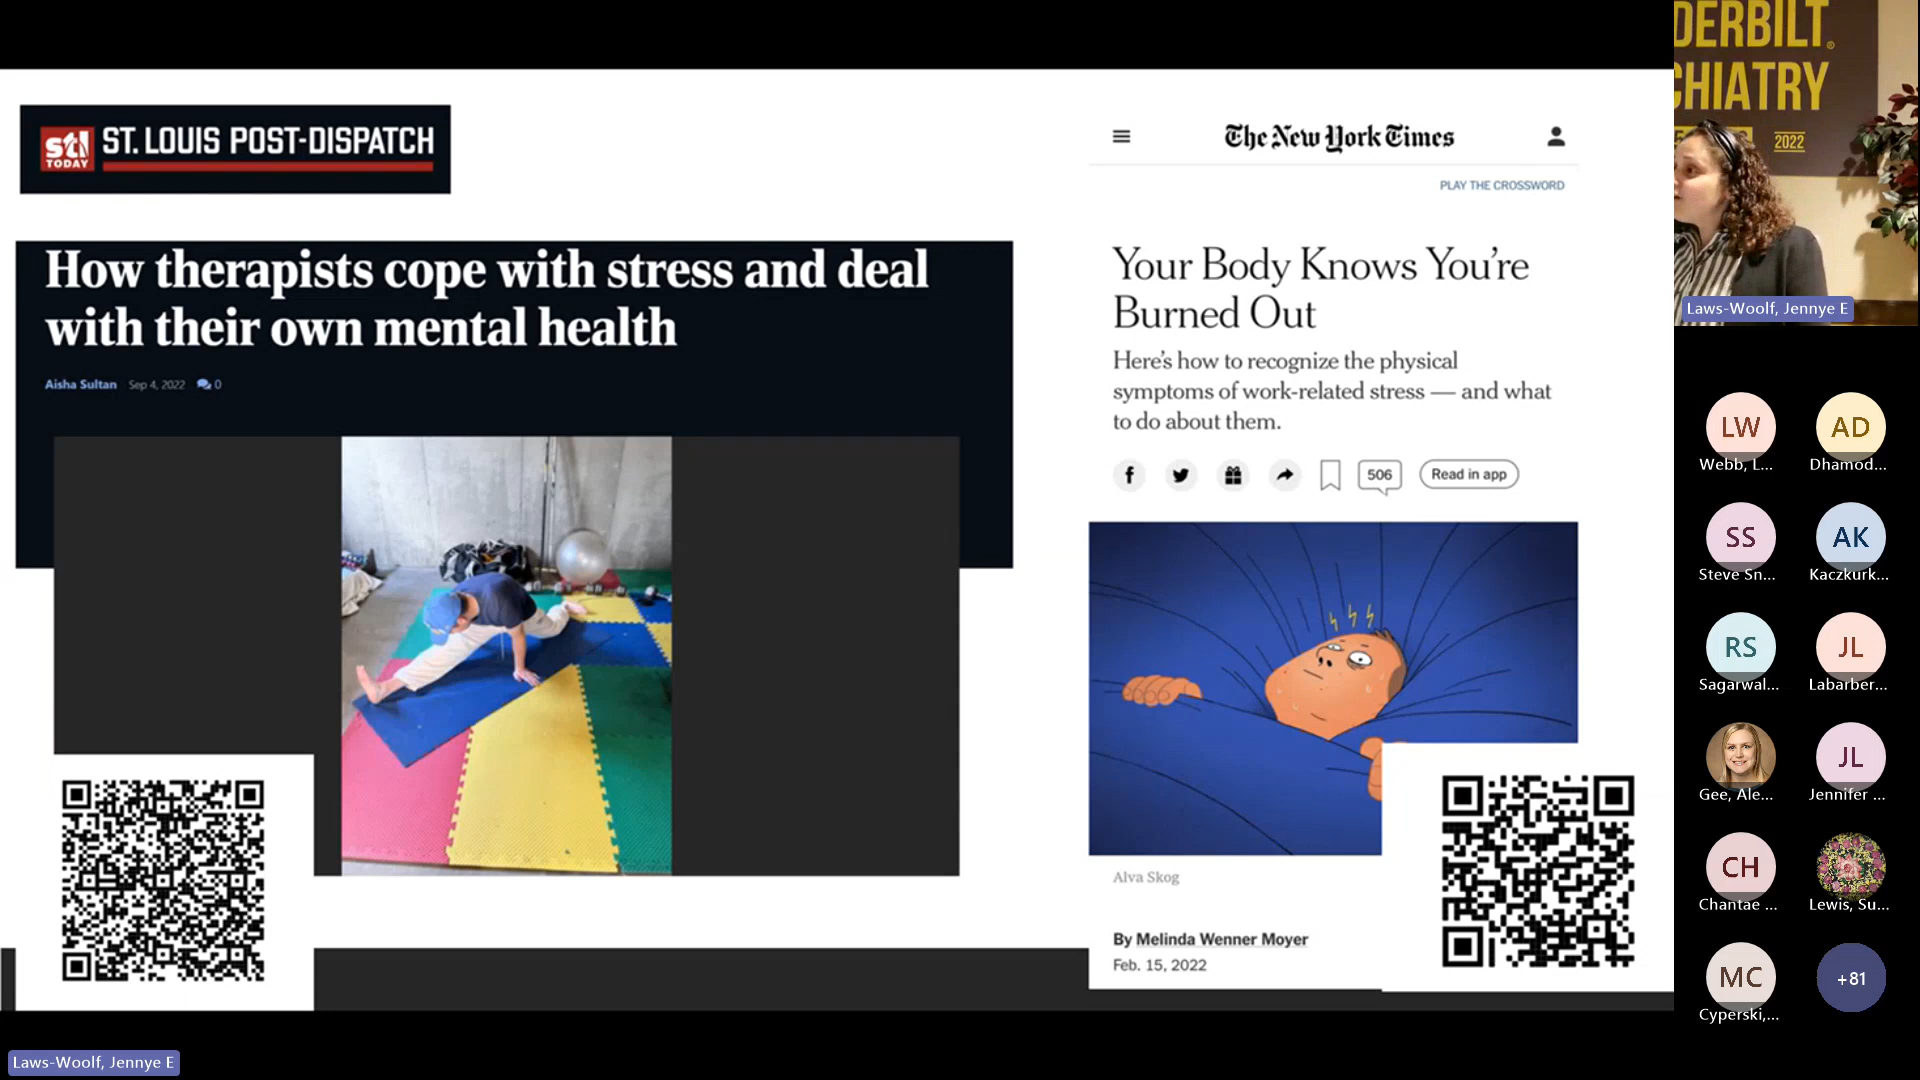 stl
TODAY
ST. LOUIS POST-DISPATCH
How therapists cope with stress and deal
with their own mental health
Aisha Sultan Sep 4, 2022 0
The New York Times
PLAY THE CROSSWORD
Your Body Knows You're
Burned Out
Here's how to recognize the physical
symptoms of work-related stress — and what
to do about them.
506
Read in app
Alva Skog
By Melinda Wenner Moyer
Feb. 15, 2022
DERBILT®
CHIATRY
2022
Laws-Woolf, Jennye E
LW
Webb, L...
AD
Dhamod...
SS
Steve Sn...
AK
Kaczkurk...
RS
Sagarwal...
JL
Labarber...
Gee, Ale...
JL
Jennifer ...
CH
Chantae ...
Lewis, Su...
MC
Cyperski,...
+81
Laws-Woolf, Jennye E